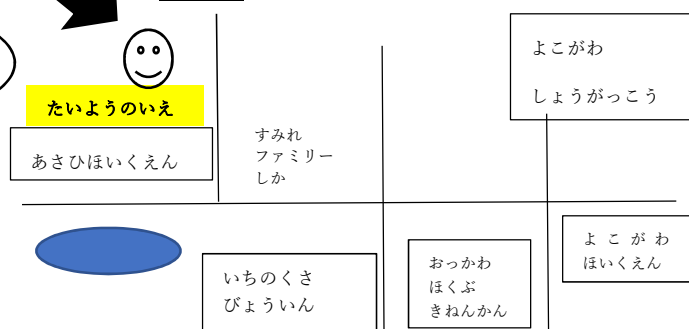 よこがわ
しょうがっこう
たいようのいえ
あさひほいくえん
すみれ
ファミリー
しか
いちのくさ
びょういん
おっかわ
ほくぶ
きねんかん
よこがわ
ほいくえん